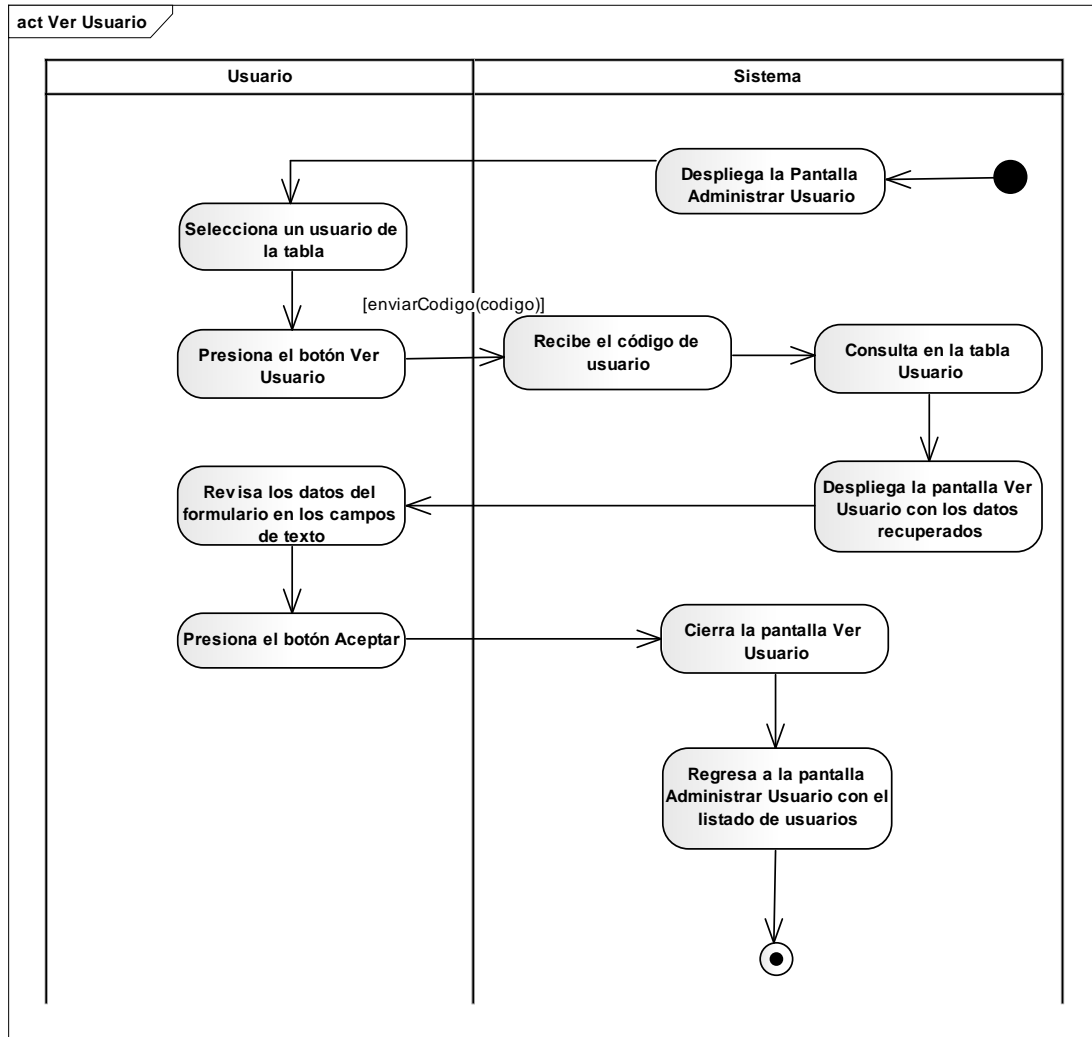 act Ver Usuario
Usuario
Sistema
Despliega la Pantalla
Administrar Usuario
Selecciona un usuario de
la tabla
[enviarCodigo(codigo)]
Presiona el botón Ver
Usuario
Recibe el código de
usuario
Consulta en la tabla
Usuario
Despliega la pantalla Ver
Usuario con los datos
recuperados
Revisa los datos del
formulario en los campos
de texto
Presiona el botón Aceptar
Cierra la pantalla Ver
Usuario
Regresa a la pantalla
Administrar Usuario con el
listado de usuarios